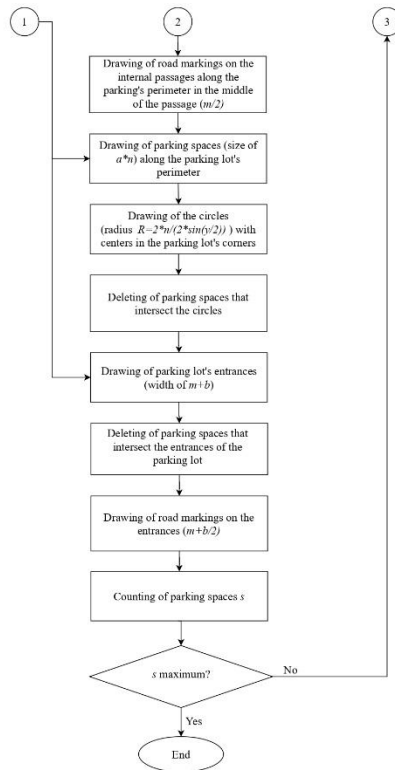 1
2
3
Drawing of road markings on the
internal passages along the
parking's perimeter in the middle
of the passage (m/2)
Drawing of parking spaces (size of
a*n) along the parking lot's
perimeter
Drawing of the circles
(radius R=2*n/(2*sin(y/2)) ) with
centers in the parking lot's corners
Deleting of parking spaces that
intersect the circles
Drawing of parking lot's entrances
(width of m+b)
Deleting of parking spaces that
intersect the entrances of the
parking lot
Drawing of road markings on the
entrances (m+b/2)
Counting of parking spaces s
s maximum?
No
Yes
End